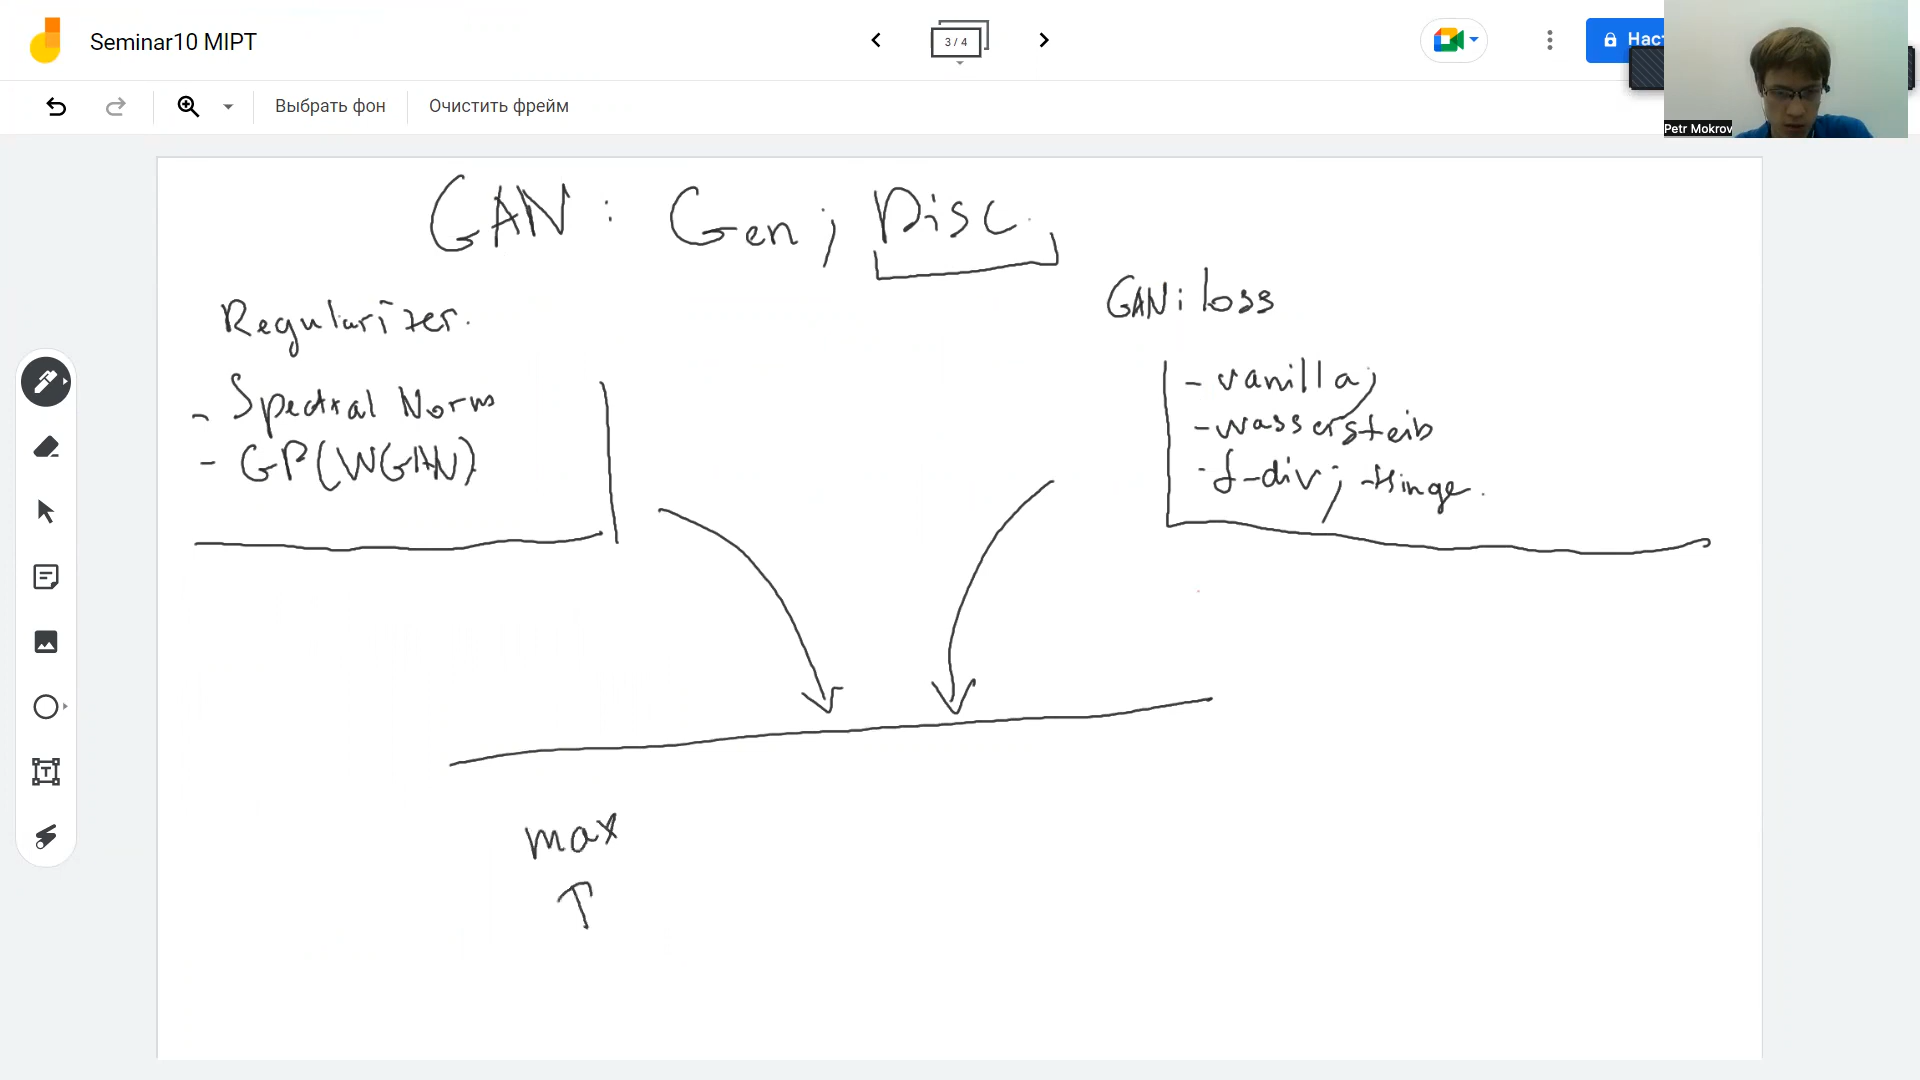 Seminar10 MIPT
3 / 4
Наст
Petr Mokrov
Выбрать фон
Очистить фрейм
GAN : Gen ; Disc.
Regularizer.
- Spectral Norm
- GP(WGAN)
GAN: loss
- vanilla;
- wasserstein
- f-div; - Hinge.
max
↑